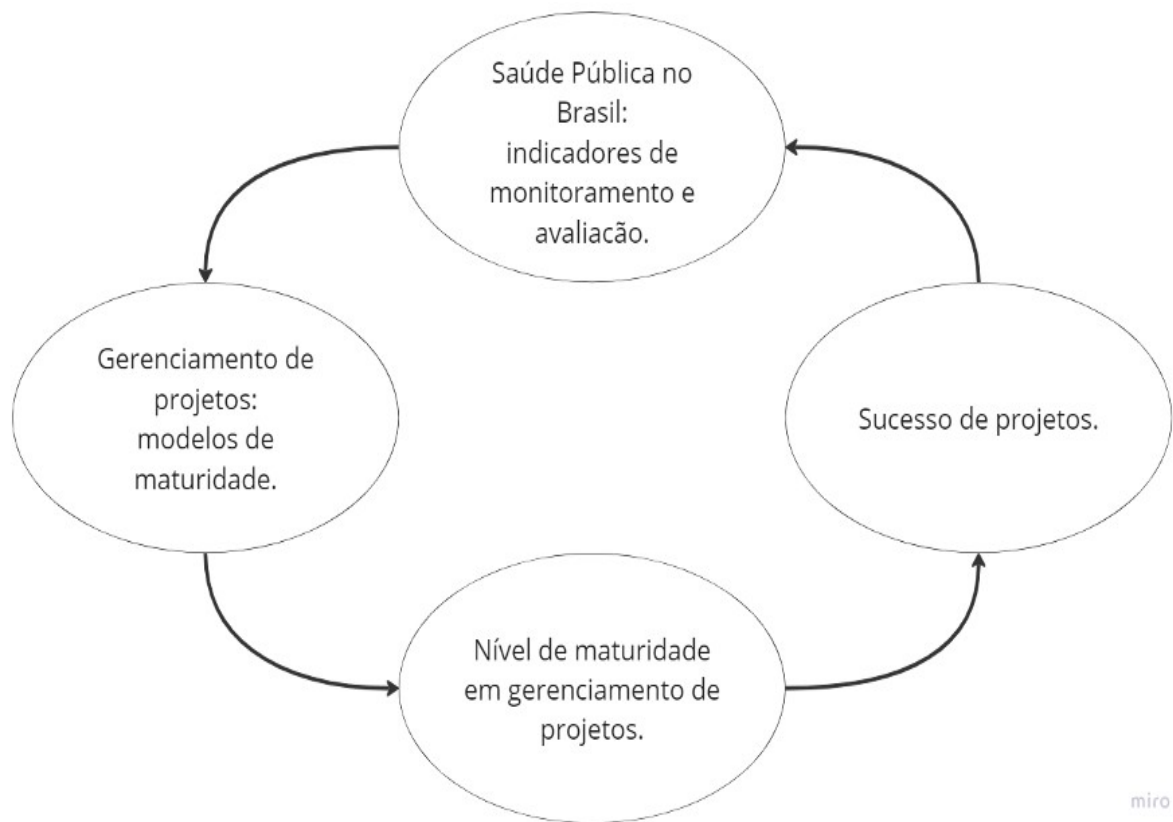 Saúde Pública no
Brasil:
indicadores de
monitoramento e
avaliacão.
Gerenciamento de
projetos:
modelos de
maturidade.
Sucesso de projetos.
Nível de maturidade
em gerenciamento de
projetos.
miro